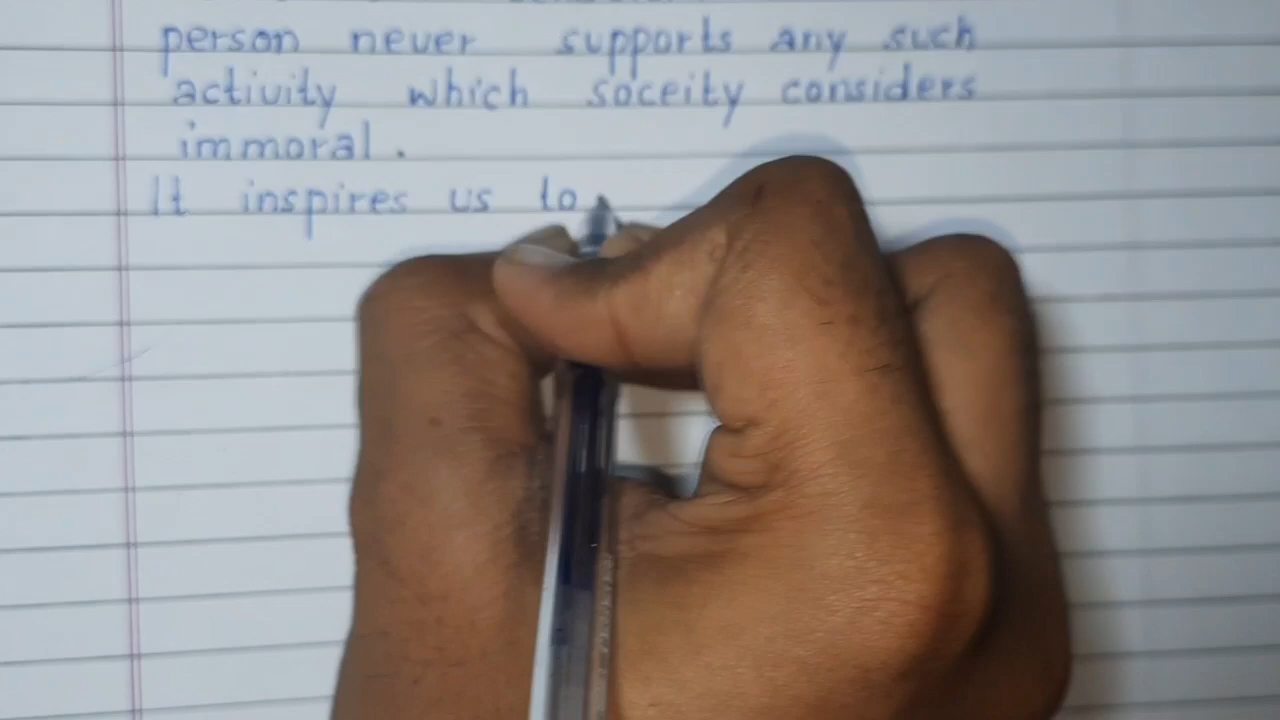 person never supports any such
activity which soceity considers
immoral.
It inspires us to